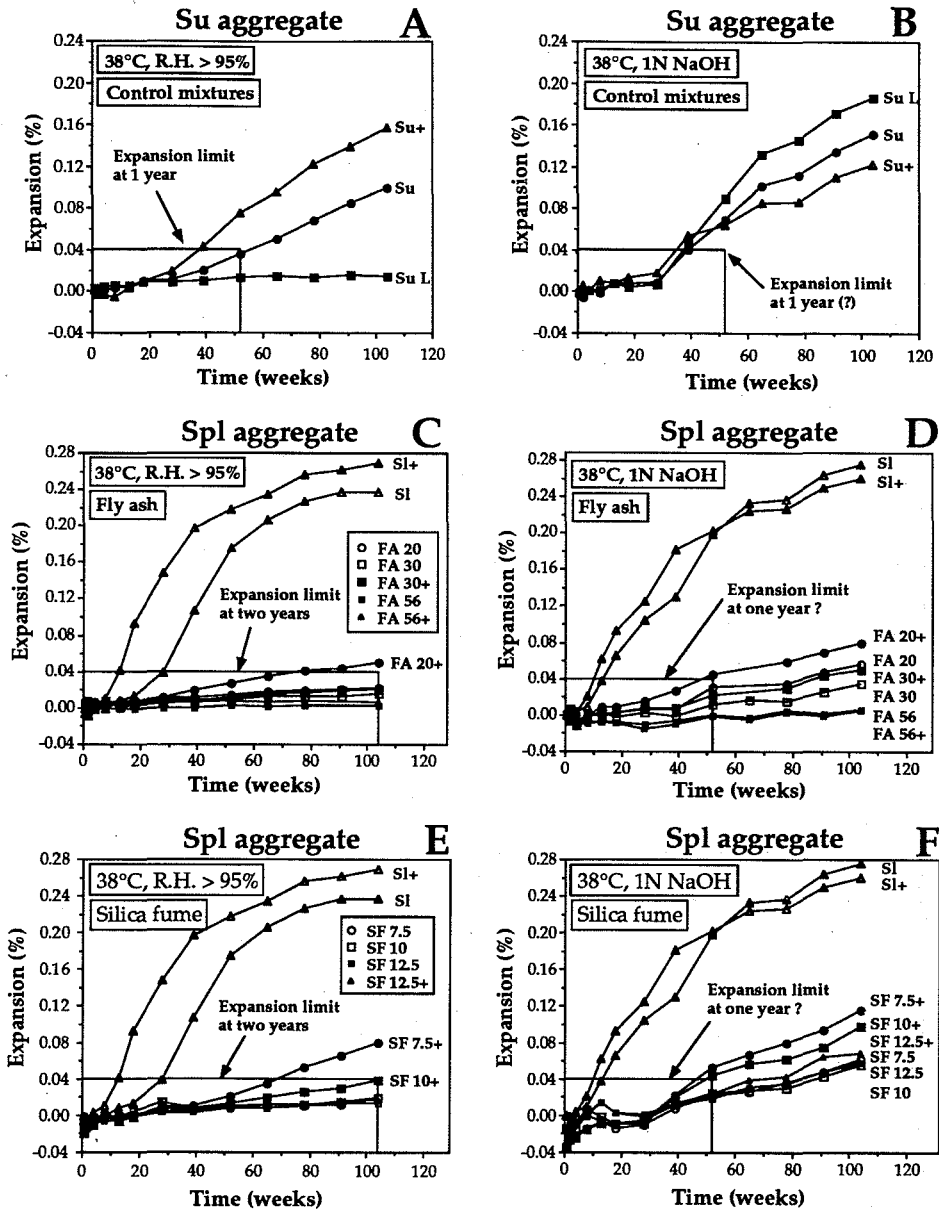 Su aggregate
A
38°C, R.H. > 95%
Control mixtures
Expansion limit
at 1 year
Su+
Su
Su L
Expansion (%)
0.24
0.20
0.16
0.12
0.08
0.04
0.00
-0.04
0 20 40 60 80 100 120
Time (weeks)
Su aggregate
B
38°C, 1N NaOH
Control mixtures
Su L
Su
Su+
Expansion limit
at 1 year (?)
Expansion (%)
0.24
0.20
0.16
0.12
0.08
0.04
0.00
-0.04
0 20 40 60 80 100 120
Time (weeks)
Spl aggregate
C
38°C, R.H. > 95%
Fly ash
Sl+
Sl
FA 20
FA 30
FA 30+
FA 56
FA 56+
Expansion limit
at two years
FA 20+
Expansion (%)
0.28
0.24
0.20
0.16
0.12
0.08
0.04
0.00
-0.04
0 20 40 60 80 100 120
Time (weeks)
Spl aggregate
D
38°C, 1N NaOH
Fly ash
Sl
Sl+
Expansion limit
at one year ?
FA 20+
FA 20
FA 30+
FA 30
FA 56
FA 56+
Expansion (%)
0.28
0.24
0.20
0.16
0.12
0.08
0.04
0.00
-0.04
0 20 40 60 80 100 120
Time (weeks)
Spl aggregate
E
38°C, R.H. > 95%
Silica fume
Sl+
Sl
SF 7.5
SF 10
SF 12.5
SF 12.5+
Expansion limit
at two years
SF 7.5+
SF 10+
Expansion (%)
0.28
0.24
0.20
0.16
0.12
0.08
0.04
0.00
-0.04
0 20 40 60 80 100 120
Time (weeks)
Spl aggregate
F
38°C, 1N NaOH
Silica fume
Sl
Sl+
Expansion limit
at one year ?
SF 7.5+
SF 10+
SF 12.5+
SF 7.5
SF 12.5
SF 10
Expansion (%)
0.28
0.24
0.20
0.16
0.12
0.08
0.04
0.00
-0.04
0 20 40 60 80 100 120
Time (weeks)